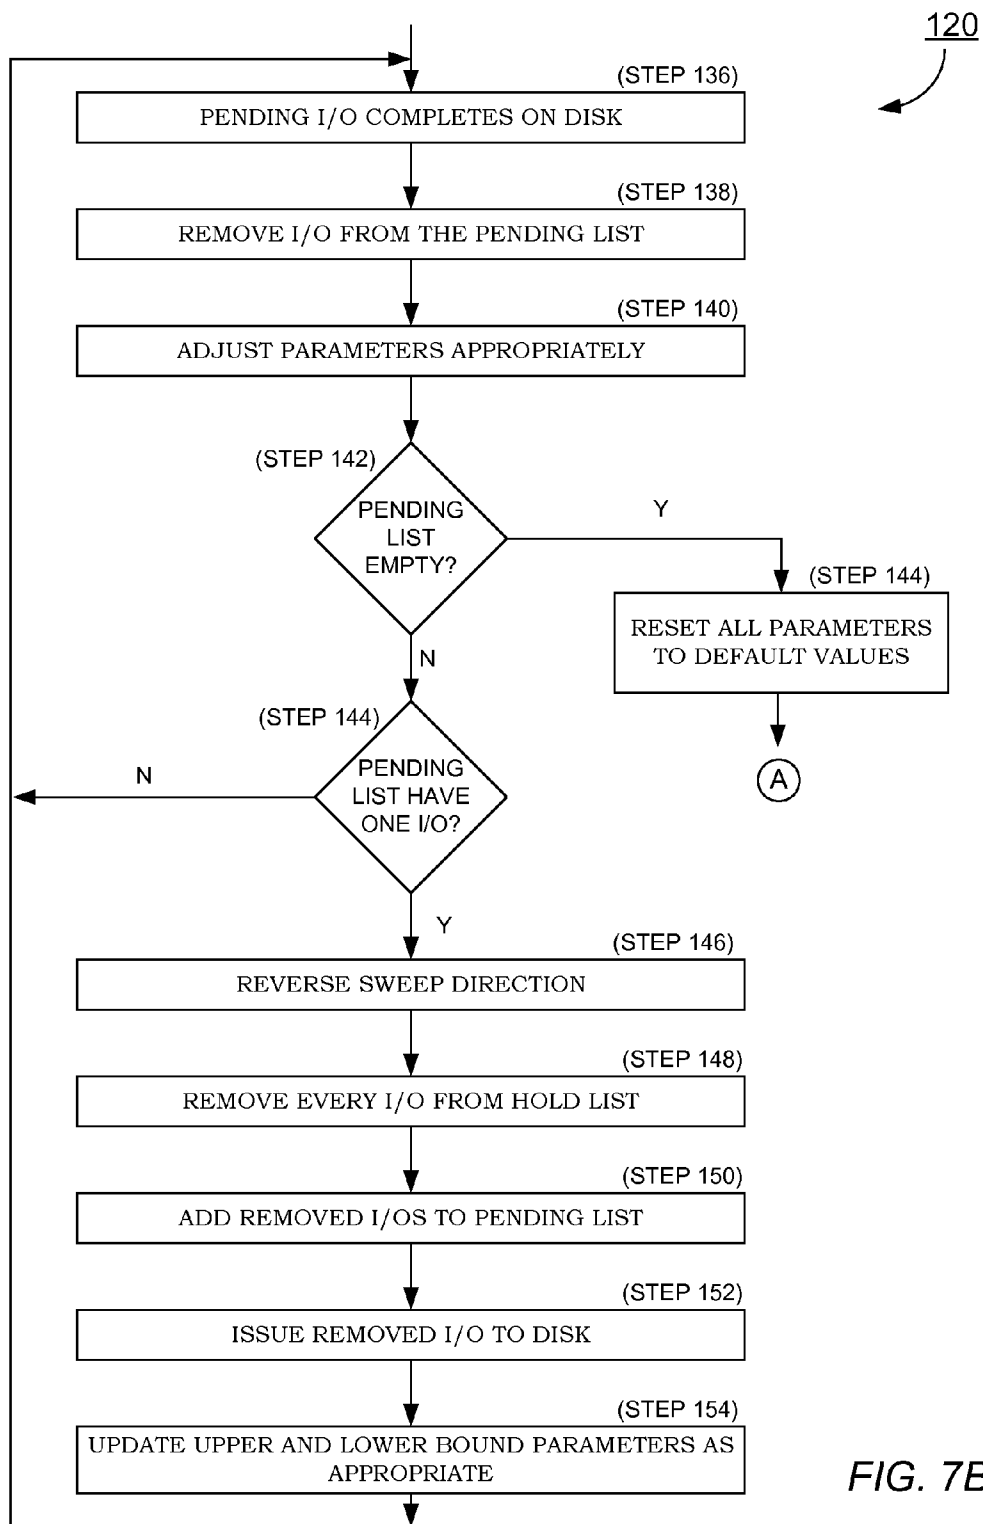 120
(STEP 136)
PENDING I/O COMPLETES ON DISK
(STEP 138)
REMOVE I/O FROM THE PENDING LIST
(STEP 140)
ADJUST PARAMETERS APPROPRIATELY
(STEP 142)
PENDING
LIST
EMPTY?
Y
(STEP 144)
RESET ALL PARAMETERS
TO DEFAULT VALUES
A
N
(STEP 144)
PENDING
LIST HAVE
ONE I/O?
N
Y
(STEP 146)
REVERSE SWEEP DIRECTION
(STEP 148)
REMOVE EVERY I/O FROM HOLD LIST
(STEP 150)
ADD REMOVED I/OS TO PENDING LIST
(STEP 152)
ISSUE REMOVED I/O TO DISK
(STEP 154)
UPDATE UPPER AND LOWER BOUND PARAMETERS AS
APPROPRIATE
FIG. 7B